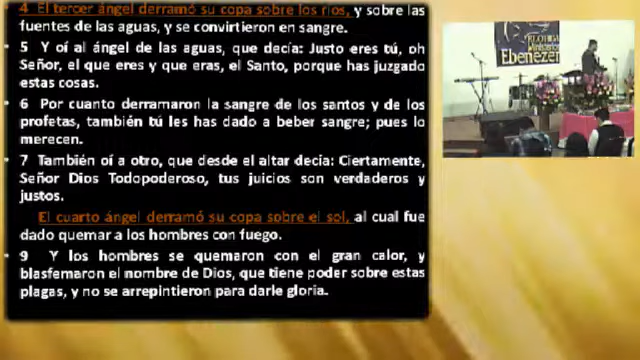 4 El tercer ángel derramó su copa sobre los ríos, y sobre las
fuentes de las aguas, y se convirtieron en sangre.
5 Y oí al ángel de las aguas, que decía: Justo eres tú, oh
Señor, el que eres y que eras, el Santo, porque has juzgado
estas cosas.
6 Por cuanto derramaron la sangre de los santos y de los
profetas, también tú les has dado a beber sangre; pues lo
merecen.
7 También oí a otro, que desde el altar decía: Ciertamente,
Señor Dios Todopoderoso, tus juicios son verdaderos y
justos.
El cuarto ángel derramó su copa sobre el sol, al cual fue
dado quemar a los hombres con fuego.
9 Y los hombres se quemaron con el gran calor, y
blasfemaron el nombre de Dios, que tiene poder sobre estas
plagas, y no se arrepintieron para darle gloria.
Ebenezer